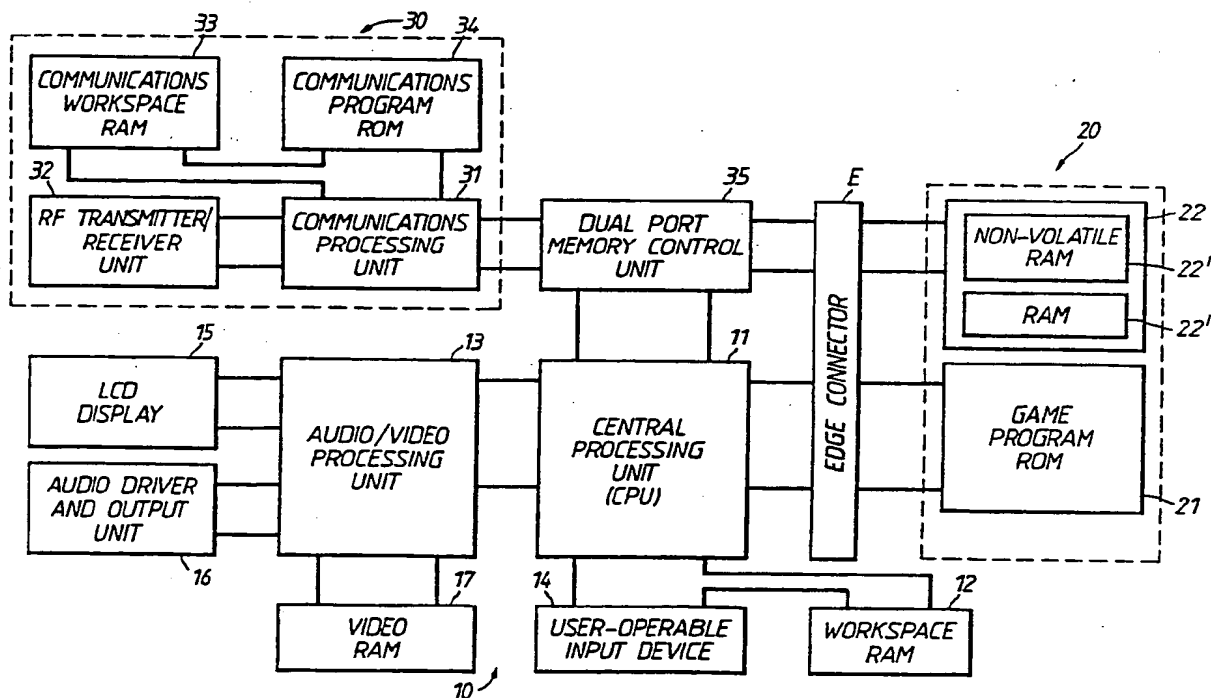 33
30
34
COMMUNICATIONS
WORKSPACE
RAM
COMMUNICATIONS
PROGRAM
ROM
32
31
RF TRANSMITTER/
RECEIVER
UNIT
COMMUNICATIONS
PROCESSING
UNIT
35
DUAL PORT
MEMORY CONTROL
UNIT
E
EDGE CONNECTOR
20
22
NON-VOLATILE
RAM
22'
RAM
22'
15
LCD
DISPLAY
13
AUDIO/VIDEO
PROCESSING
UNIT
11
CENTRAL
PROCESSING
UNIT
(CPU)
GAME
PROGRAM
ROM
21
AUDIO DRIVER
AND OUTPUT
UNIT
16
17
VIDEO
RAM
14
USER-OPERABLE
INPUT DEVICE
12
WORKSPACE
RAM
10